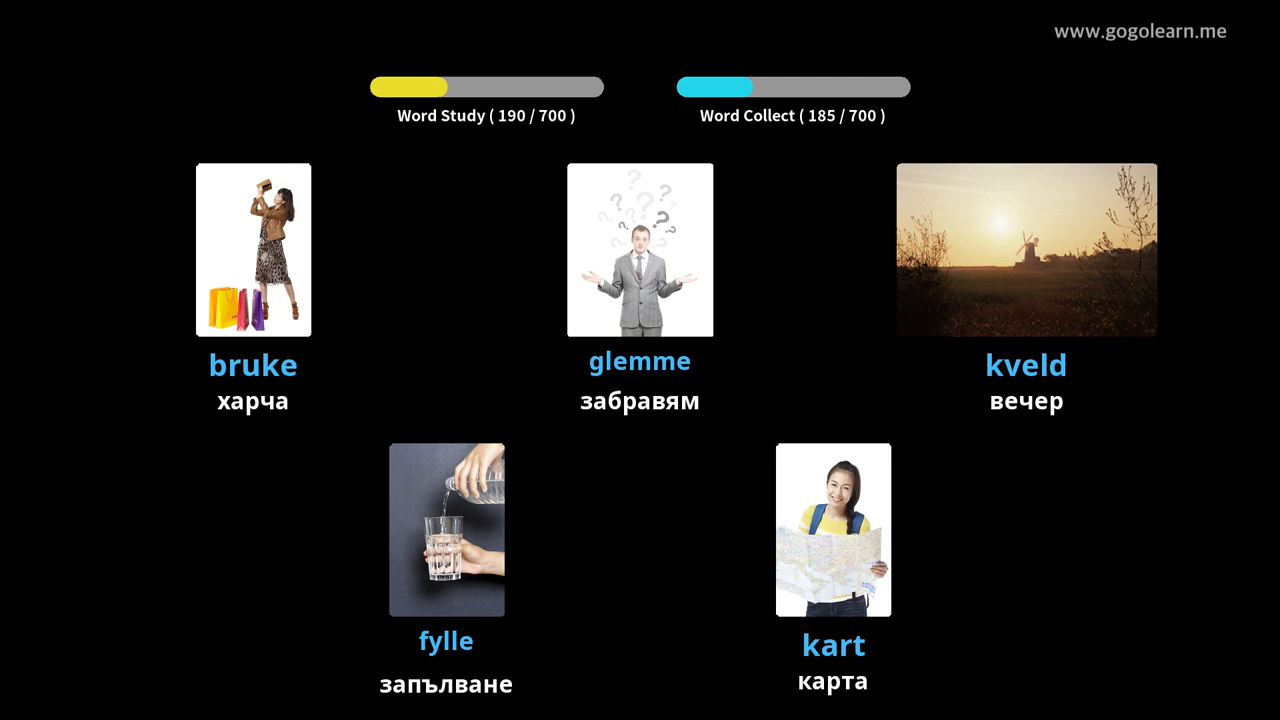 www.gogolearn.me
Word Study ( 190 / 700 )
Word Collect ( 185 / 700 )
bruke
харча
glemme
забравям
kveld
вечер
fylle
запълване
kart
карта